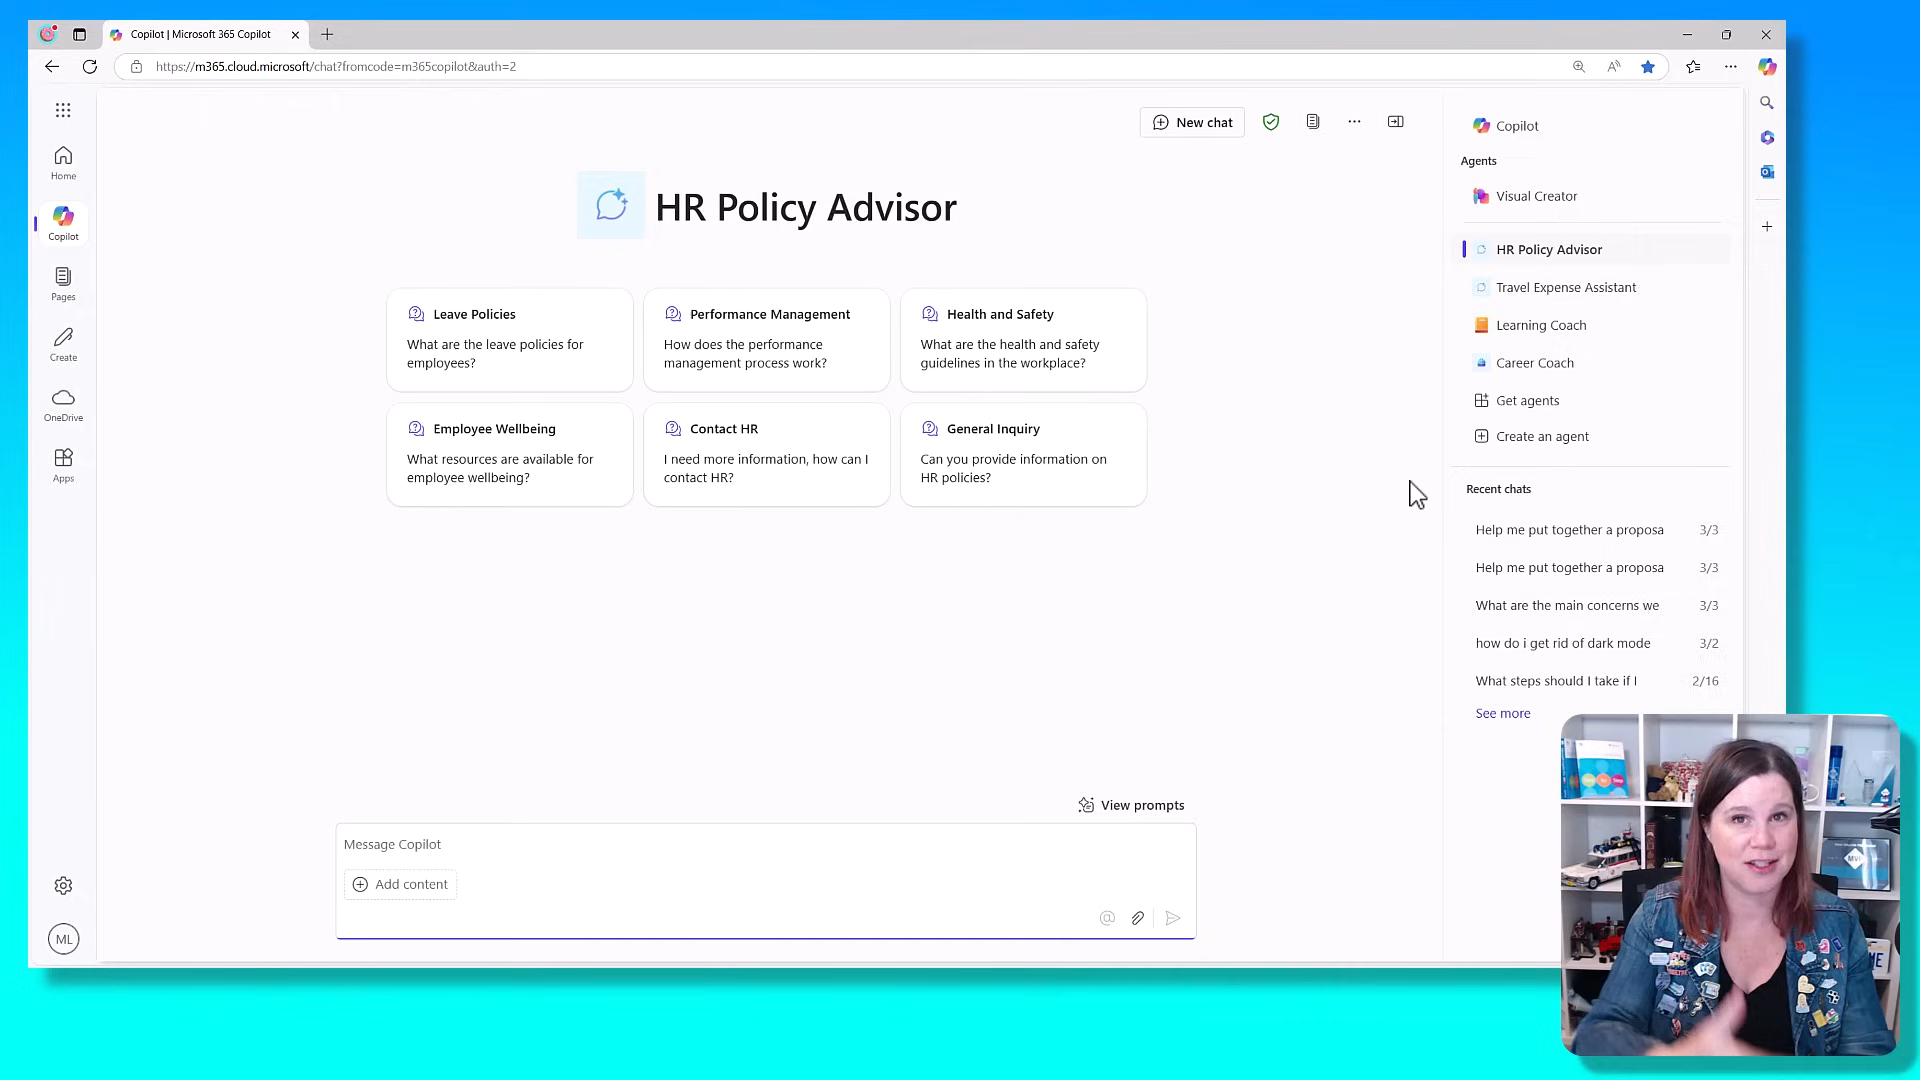 Copilot | Microsoft 365 Copilot
https://m365.cloud.microsoft/chat?fromcode=m365copilot&auth=2
Home
Copilot
Pages
Create
OneDrive
Apps
ML
New chat
HR Policy Advisor
Leave Policies
What are the leave policies for
employees?
Performance Management
How does the performance
management process work?
Health and Safety
What are the health and safety
guidelines in the workplace?
Employee Wellbeing
What resources are available for
employee wellbeing?
Contact HR
I need more information, how can I
contact HR?
General Inquiry
Can you provide information on
HR policies?
View prompts
Message Copilot
Add content
Copilot
Agents
Visual Creator
HR Policy Advisor
Travel Expense Assistant
Learning Coach
Career Coach
Get agents
Create an agent
Recent chats
Help me put together a proposa 3/3
Help me put together a proposa 3/3
What are the main concerns we 3/3
how do i get rid of dark mode 3/2
What steps should I take if I 2/16
See more